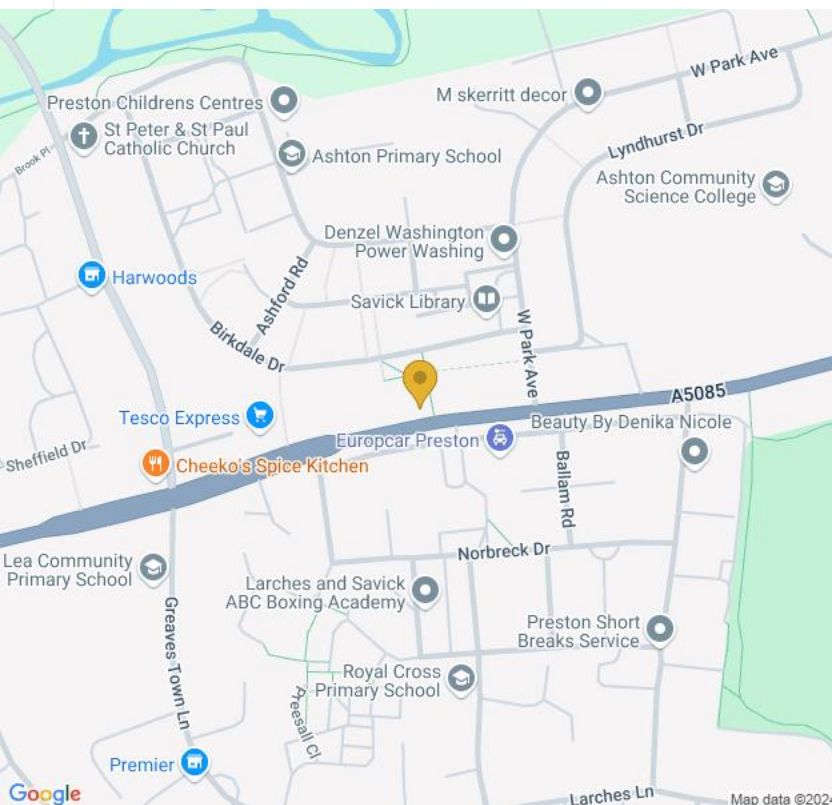 W Park Ave
Preston Childrens Centres
M skerritt decor
St Peter & St Paul
Catholic Church
Brook Pl
Ashton Primary School
Lyndhurst Dr
Ashton Community
Science College
Denzel Washington
Power Washing
Harwoods
Ashford Rd
Savick Library
Birkdale Dr
W Park Ave
A5085
Tesco Express
Europcar Preston
Beauty By Denika Nicole
Sheffield Dr
Cheeko's Spice Kitchen
Ballam Rd
Lea Community
Primary School
Norbreck Dr
Larches and Savick
ABC Boxing Academy
Greaves Town Ln
Preston Short
Breaks Service
Royal Cross
Primary School
Preesall Cl
Premier
Google
Larches Ln
Map data ©2024